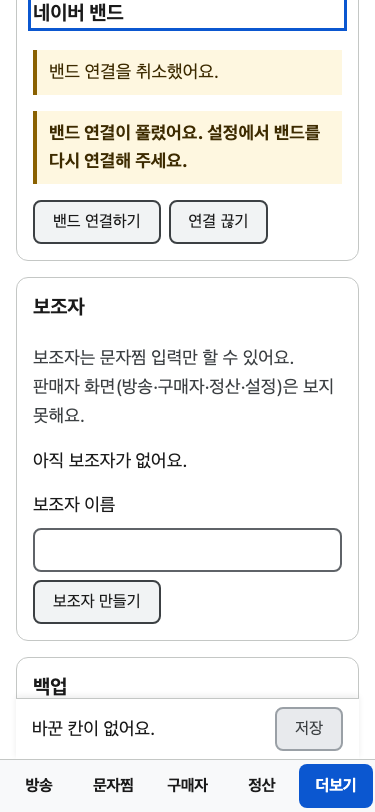 네이버 밴드
밴드 연결을 취소했어요.
밴드 연결이 풀렸어요. 설정에서 밴드를
다시 연결해 주세요.
밴드 연결하기
연결 끊기
보조자
보조자는 문자찜 입력만 할 수 있어요.
판매자 화면(방송·구매자·정산·설정)은 보지
못해요.
아직 보조자가 없어요.
보조자 이름
보조자 만들기
백업
바꾼 칸이 없어요.
저장
방송
문자찜
구매자
정산
더보기